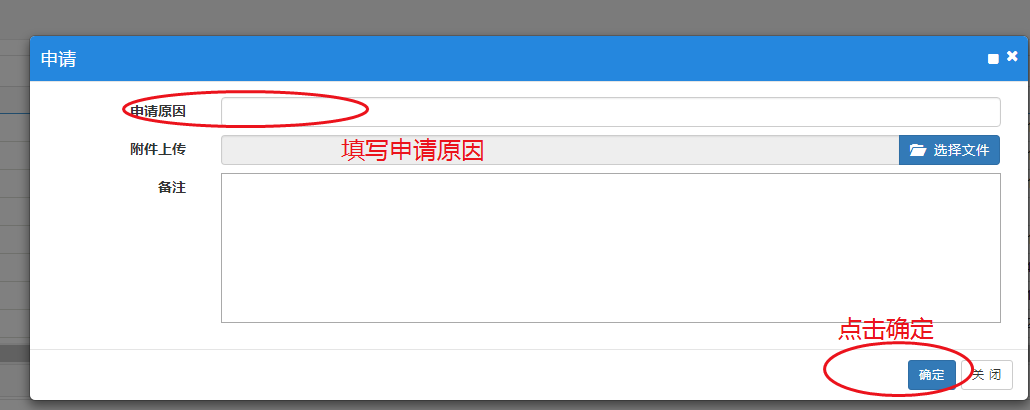 申请
申请原因
附件上传
填写申请原因
选择文件
备注
点击确定
确定
关 闭